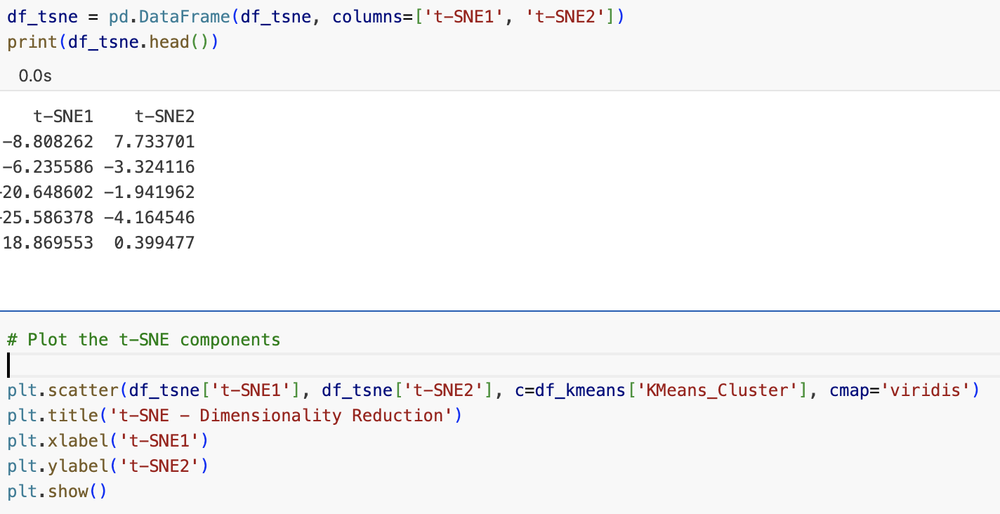 df_tsne = pd.DataFrame(df_tsne, columns=['t-SNE1', 't-SNE2'])
print(df_tsne.head())
0.0s
t-SNE1 t-SNE2
-8.808262 7.733701
-6.235586 -3.324116
-20.648602 -1.941962
-25.586378 -4.164546
18.869553 0.399477
# Plot the t-SNE components
plt.scatter(df_tsne['t-SNE1'], df_tsne['t-SNE2'], c=df_kmeans['KMeans_Cluster'], cmap='viridis')
plt.title('t-SNE - Dimensionality Reduction')
plt.xlabel('t-SNE1')
plt.ylabel('t-SNE2')
plt.show()